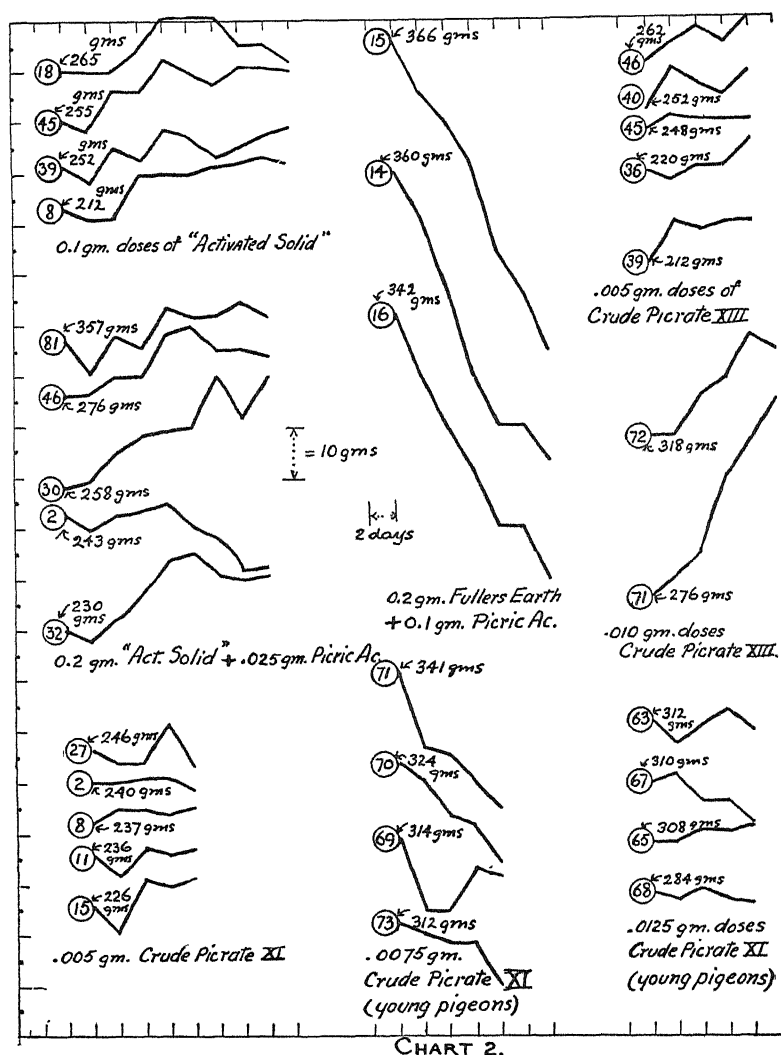 18 265 gms
45 255 gms
39 252 gms
8 212 gms
0.1 gm. doses of "Activated Solid"
81 357 gms
46 276 gms
30 258 gms
2 243 gms
32 230 gms
0.2 gm. "Act. Solid" + .025 gm. Picric Ac.
= 10 gms
27 246 gms
2 240 gms
8 237 gms
11 236 gms
15 226 gms
.005 gm. Crude Picrate XI
15 366 gms
14 360 gms
16 342 gms
2 days
0.2 gm. Fullers Earth
+ 0.1 gm. Picric Ac.
71 341 gms
70 324 gms
69 314 gms
73 312 gms
.0075 gm.
Crude Picrate XI
(young pigeons)
46 262 gms
40 252 gms
45 248 gms
36 220 gms
39 212 gms
.005 gm. doses of
Crude Picrate XIII
72 318 gms
71 276 gms
.010 gm. doses
Crude Picrate XIII.
63 312 gms
67 310 gms
65 308 gms
68 284 gms
.0125 gm. doses
Crude Picrate XI
(young pigeons)
CHART 2.